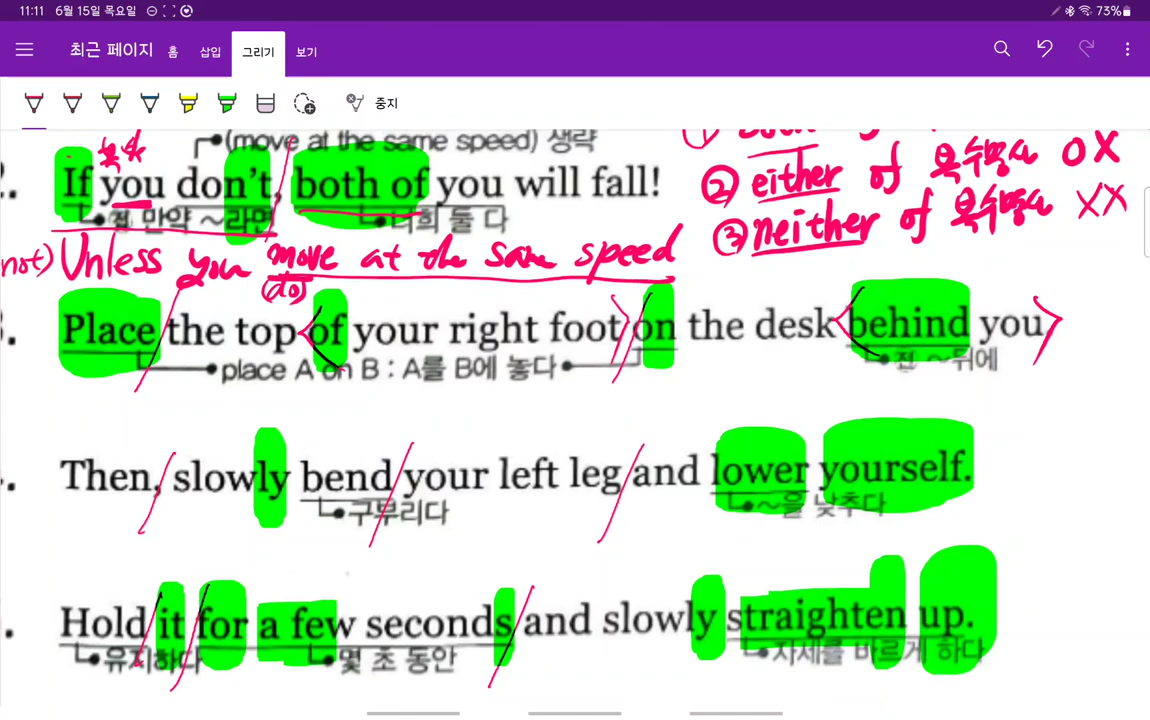 11:11 6월 15일 목요일 73%
최근 페이지 홈 삽입 그리기 보기
중지
(move at the same speed) 생략
복수
If you don't, both of you will fall!
접 만약 ~라면 너희 둘 다
② either of 복수명사 O X
③ neither of 복수명사 X X
not) Unless you move at the same speed
(do)
Place the top of your right foot on the desk behind you
place A on B : A를 B에 놓다 전 ~뒤에
Then, slowly bend your left leg and lower yourself.
구부리다 ~을 낮추다
Hold it for a few seconds and slowly straighten up.
유지하다 몇 초 동안 자세를 바르게 하다